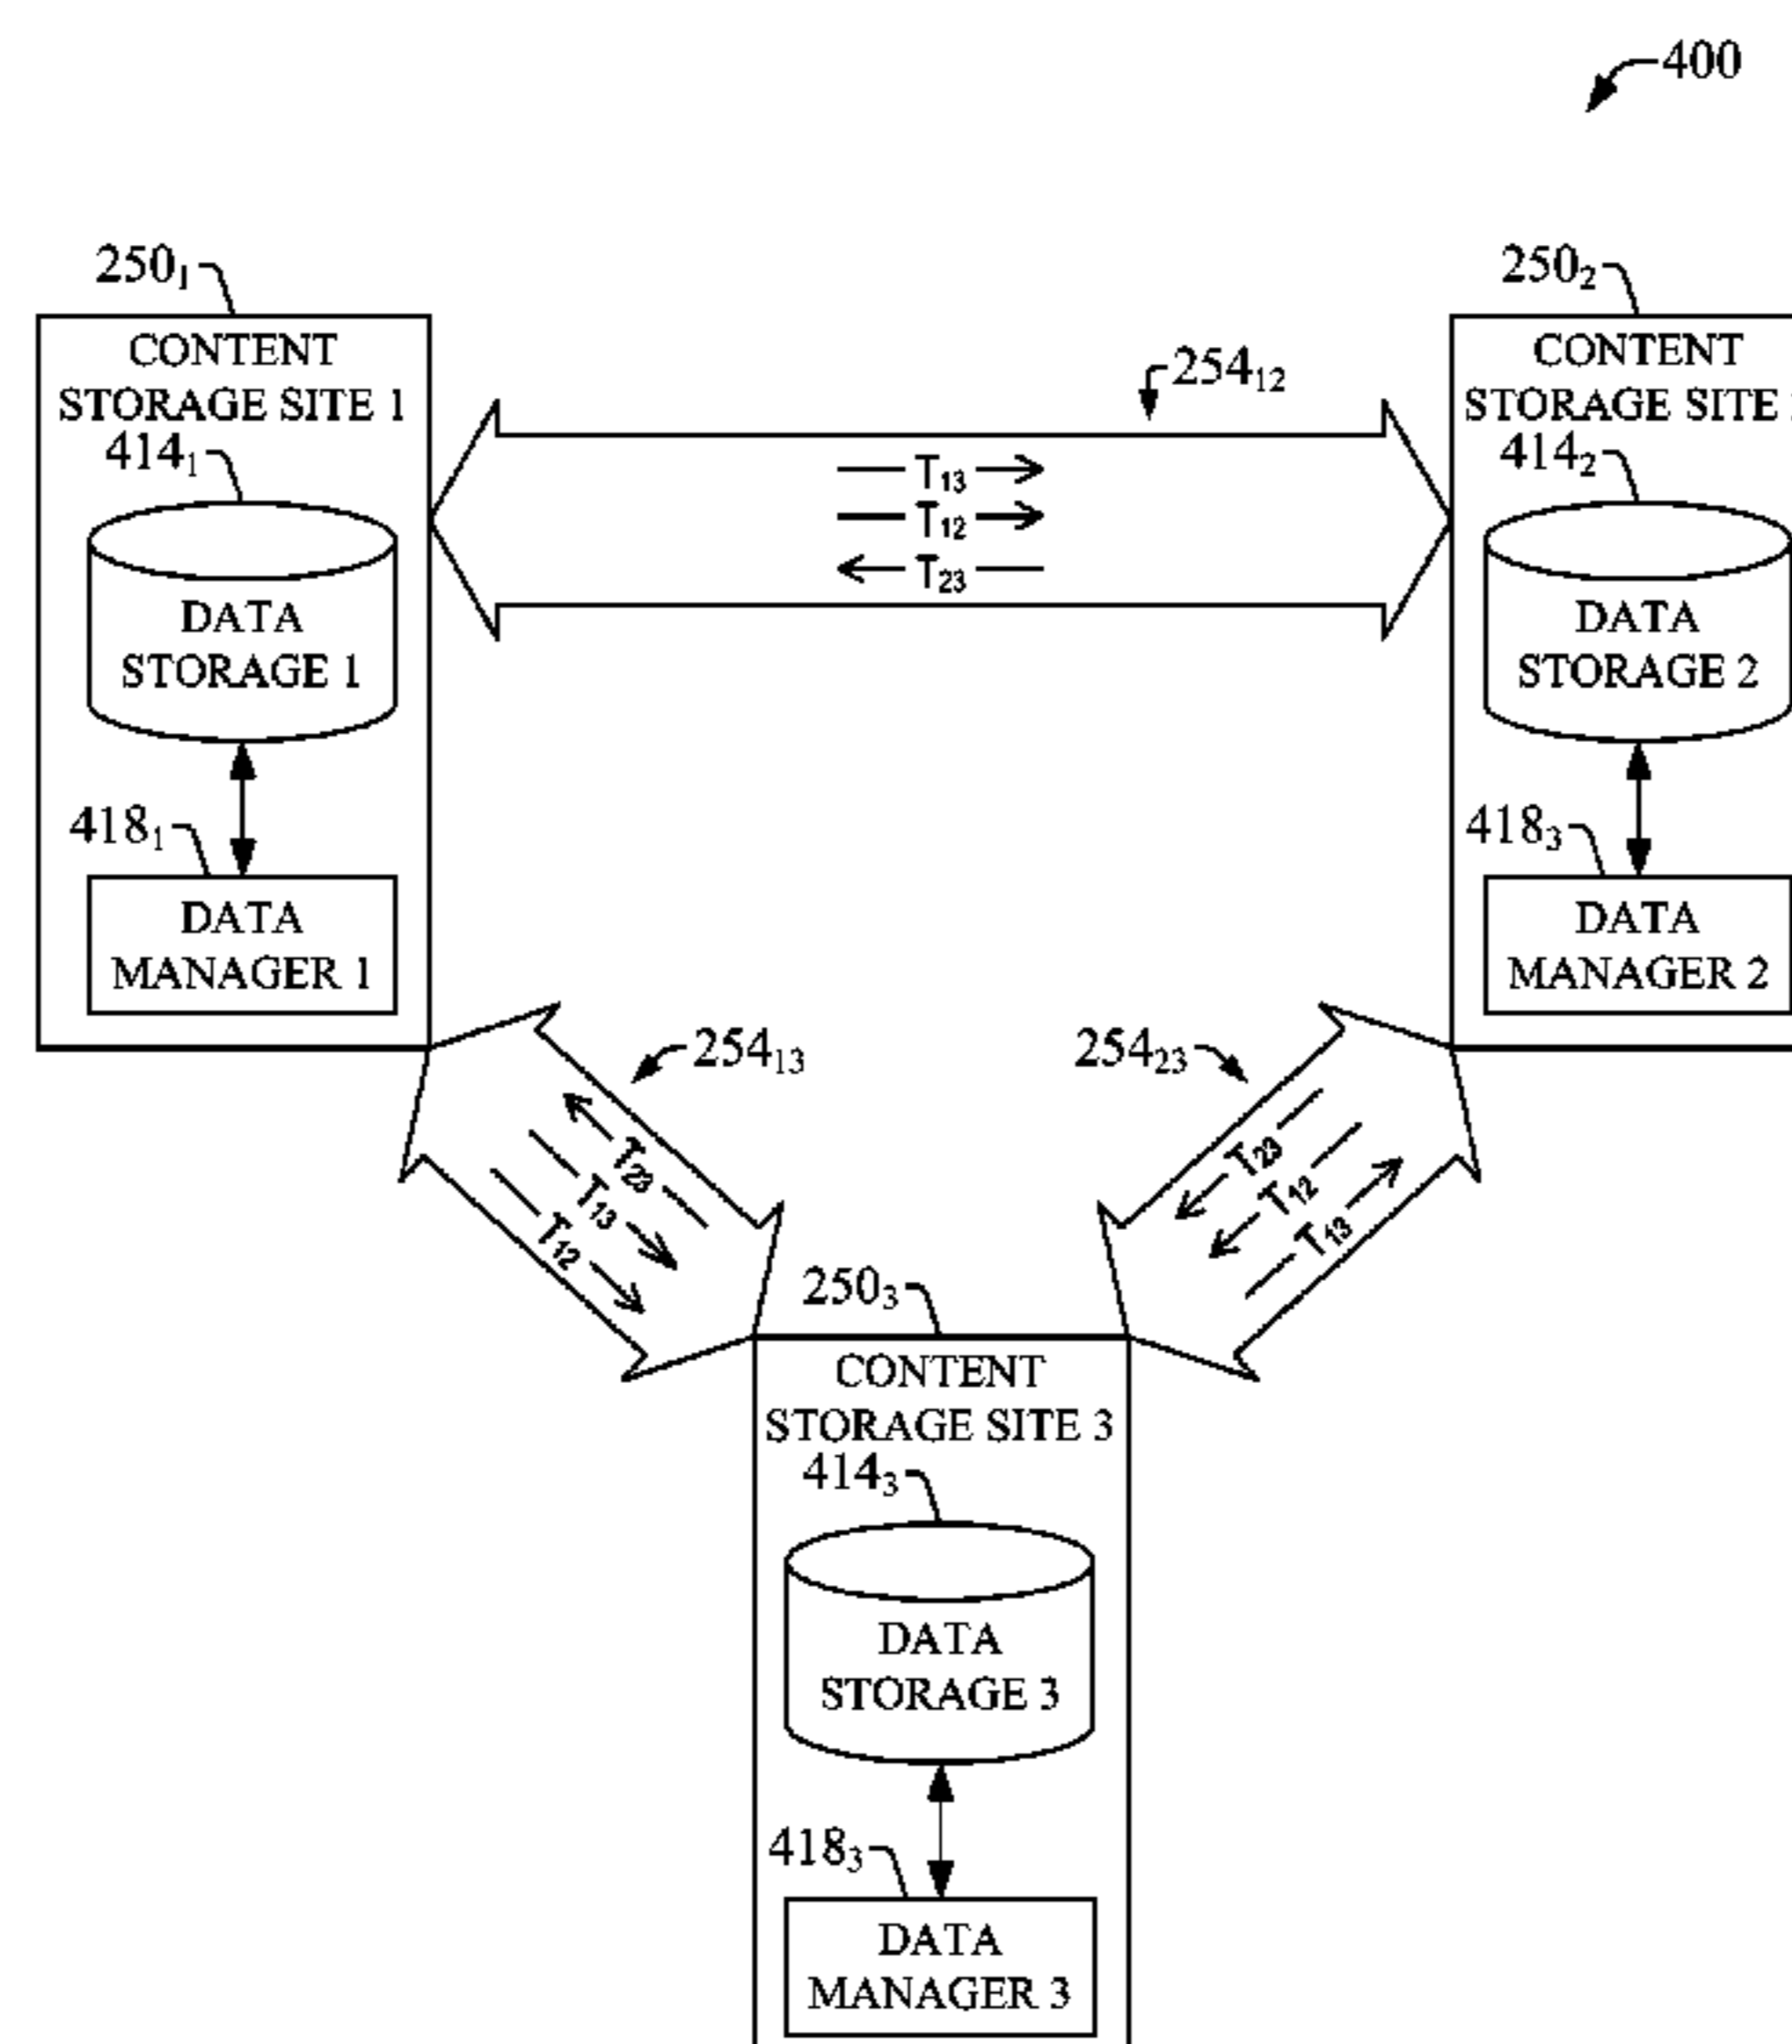 400
250₁
CONTENT
STORAGE SITE 1
414₁
DATA
STORAGE 1
418₁
DATA
MANAGER 1
254₁₂
T₁₃
T₁₂
T₂₃
250₂
CONTENT
STORAGE SITE
414₂
DATA
STORAGE 2
418₃
DATA
MANAGER 2
254₁₃
T₂₃
T₁₃
T₁₂
254₂₃
T₂₃
T₁₂
T₁₃
250₃
CONTENT
STORAGE SITE 3
414₃
DATA
STORAGE 3
418₃
DATA
MANAGER 3